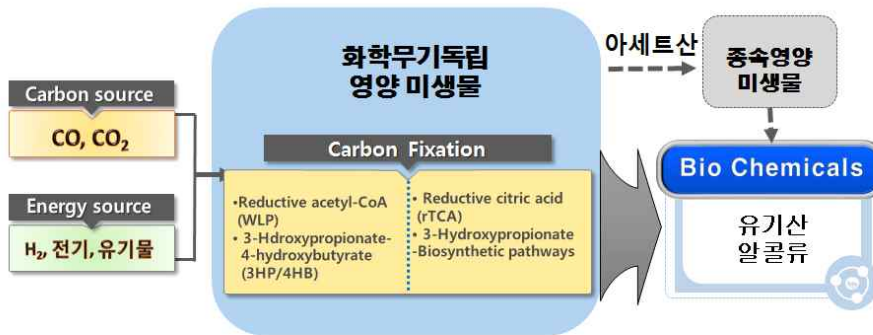 화학무기독립
영양 미생물
아세트산
종속영양
미생물
Carbon source
CO, CO₂
Energy source
H₂, 전기, 유기물
Carbon Fixation
•Reductive acetyl-CoA
(WLP)
• 3-Hdroxypropionate-
4-hydroxybutyrate
(3HP/4HB)
• Reductive citric acid
(rTCA)
• 3-Hydroxypropionate
-Biosynthetic pathways
Bio Chemicals
유기산
알콜류